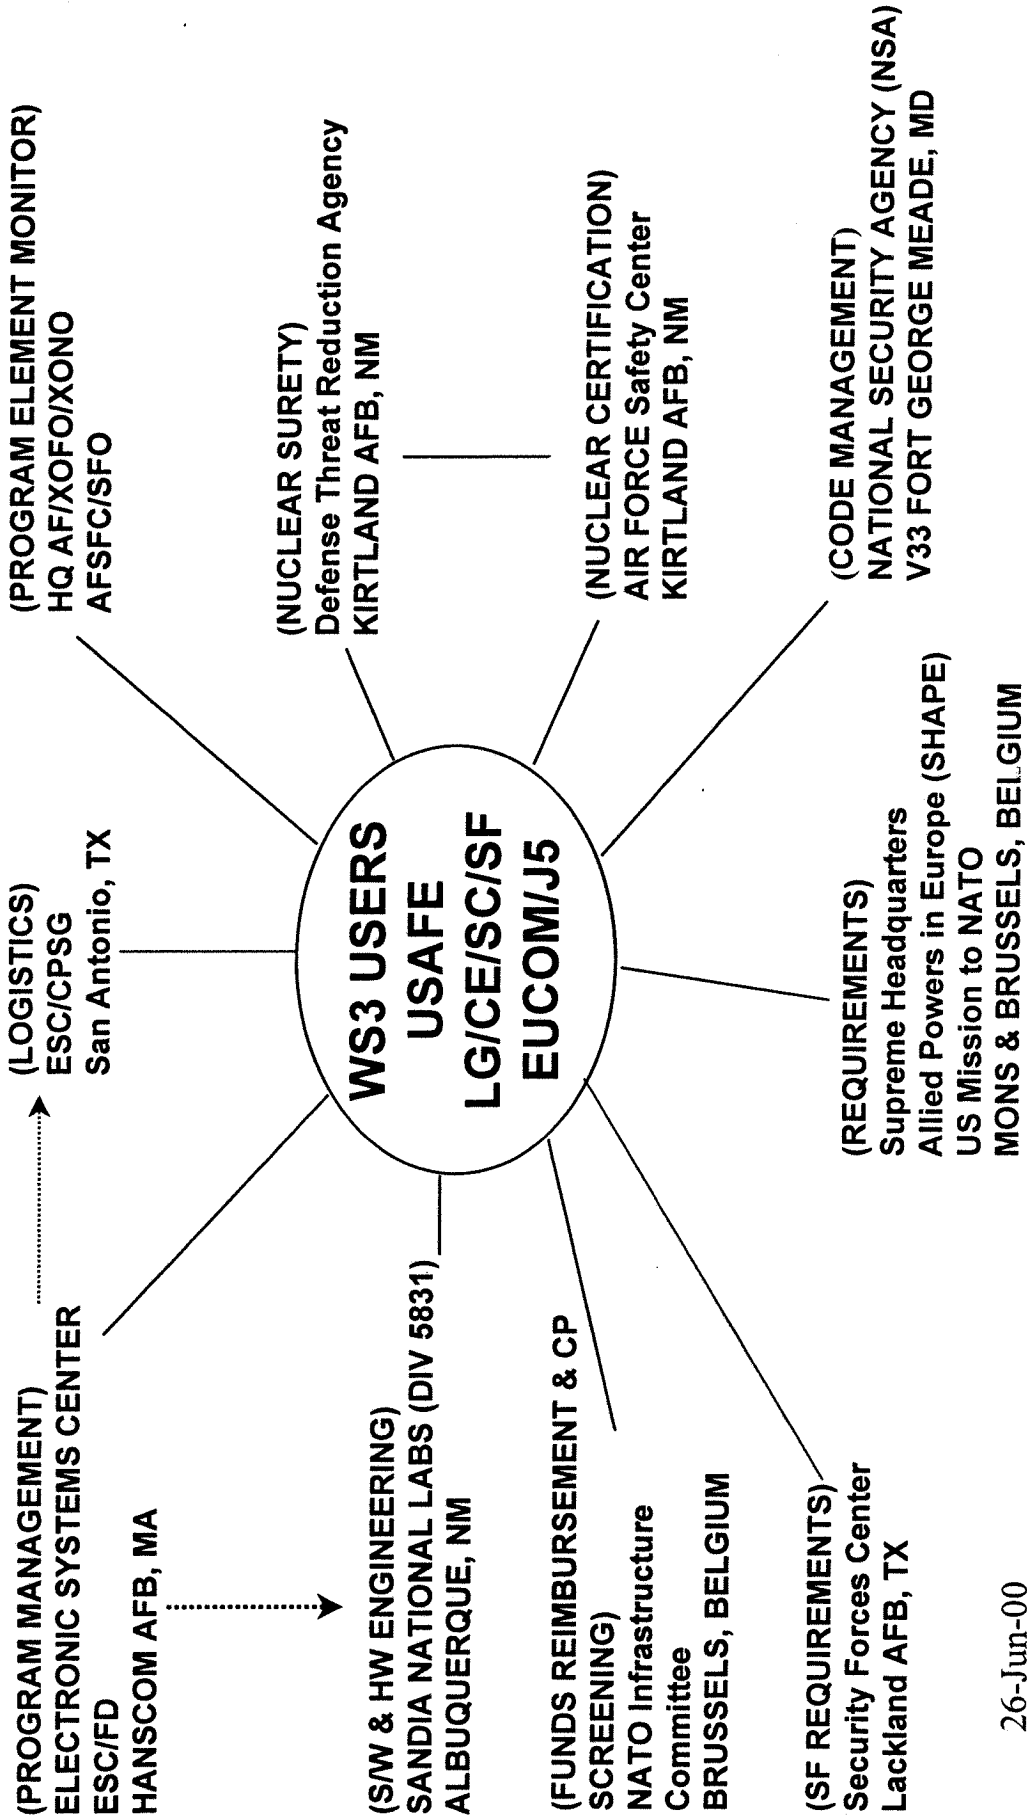 (PROGRAM MANAGEMENT)
ELECTRONIC SYSTEMS CENTER
ESC/FD
HANSCOM AFB, MA
(LOGISTICS)
ESC/CPSG
San Antonio, TX
(PROGRAM ELEMENT MONITOR)
HQ AF/XOFO/XONO
AFSFC/SFO
(S/W & HW ENGINEERING)
SANDIA NATIONAL LABS (DIV 5831)
ALBUQUERQUE, NM
WS3 USERS
USAFE
LG/CE/SC/SF
EUCOM/J5
(NUCLEAR SURETY)
Defense Threat Reduction Agency
KIRTLAND AFB, NM
(FUNDS REIMBURSEMENT & CP
SCREENING)
NATO Infrastructure
Committee
BRUSSELS, BELGIUM
(NUCLEAR CERTIFICATION)
AIR FORCE Safety Center
KIRTLAND AFB, NM
(SF REQUIREMENTS)
Security Forces Center
Lackland AFB, TX
(REQUIREMENTS)
Supreme Headquarters
Allied Powers in Europe (SHAPE)
US Mission to NATO
MONS & BRUSSELS, BELGIUM
(CODE MANAGEMENT)
NATIONAL SECURITY AGENCY (NSA)
V33 FORT GEORGE MEADE, MD
26-Jun-00